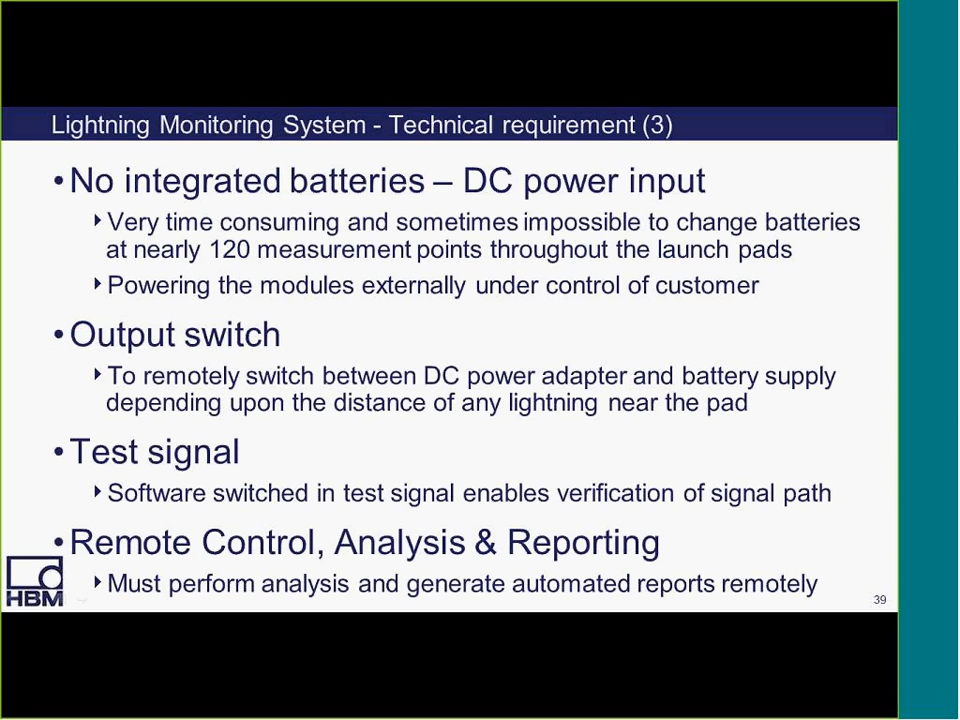 Lightning Monitoring System - Technical requirement (3)
•No integrated batteries – DC power input
Very time consuming and sometimes impossible to change batteries
at nearly 120 measurement points throughout the launch pads
Powering the modules externally under control of customer
•Output switch
To remotely switch between DC power adapter and battery supply
depending upon the distance of any lightning near the pad
•Test signal
Software switched in test signal enables verification of signal path
•Remote Control, Analysis & Reporting
Must perform analysis and generate automated reports remotely
HBM
39